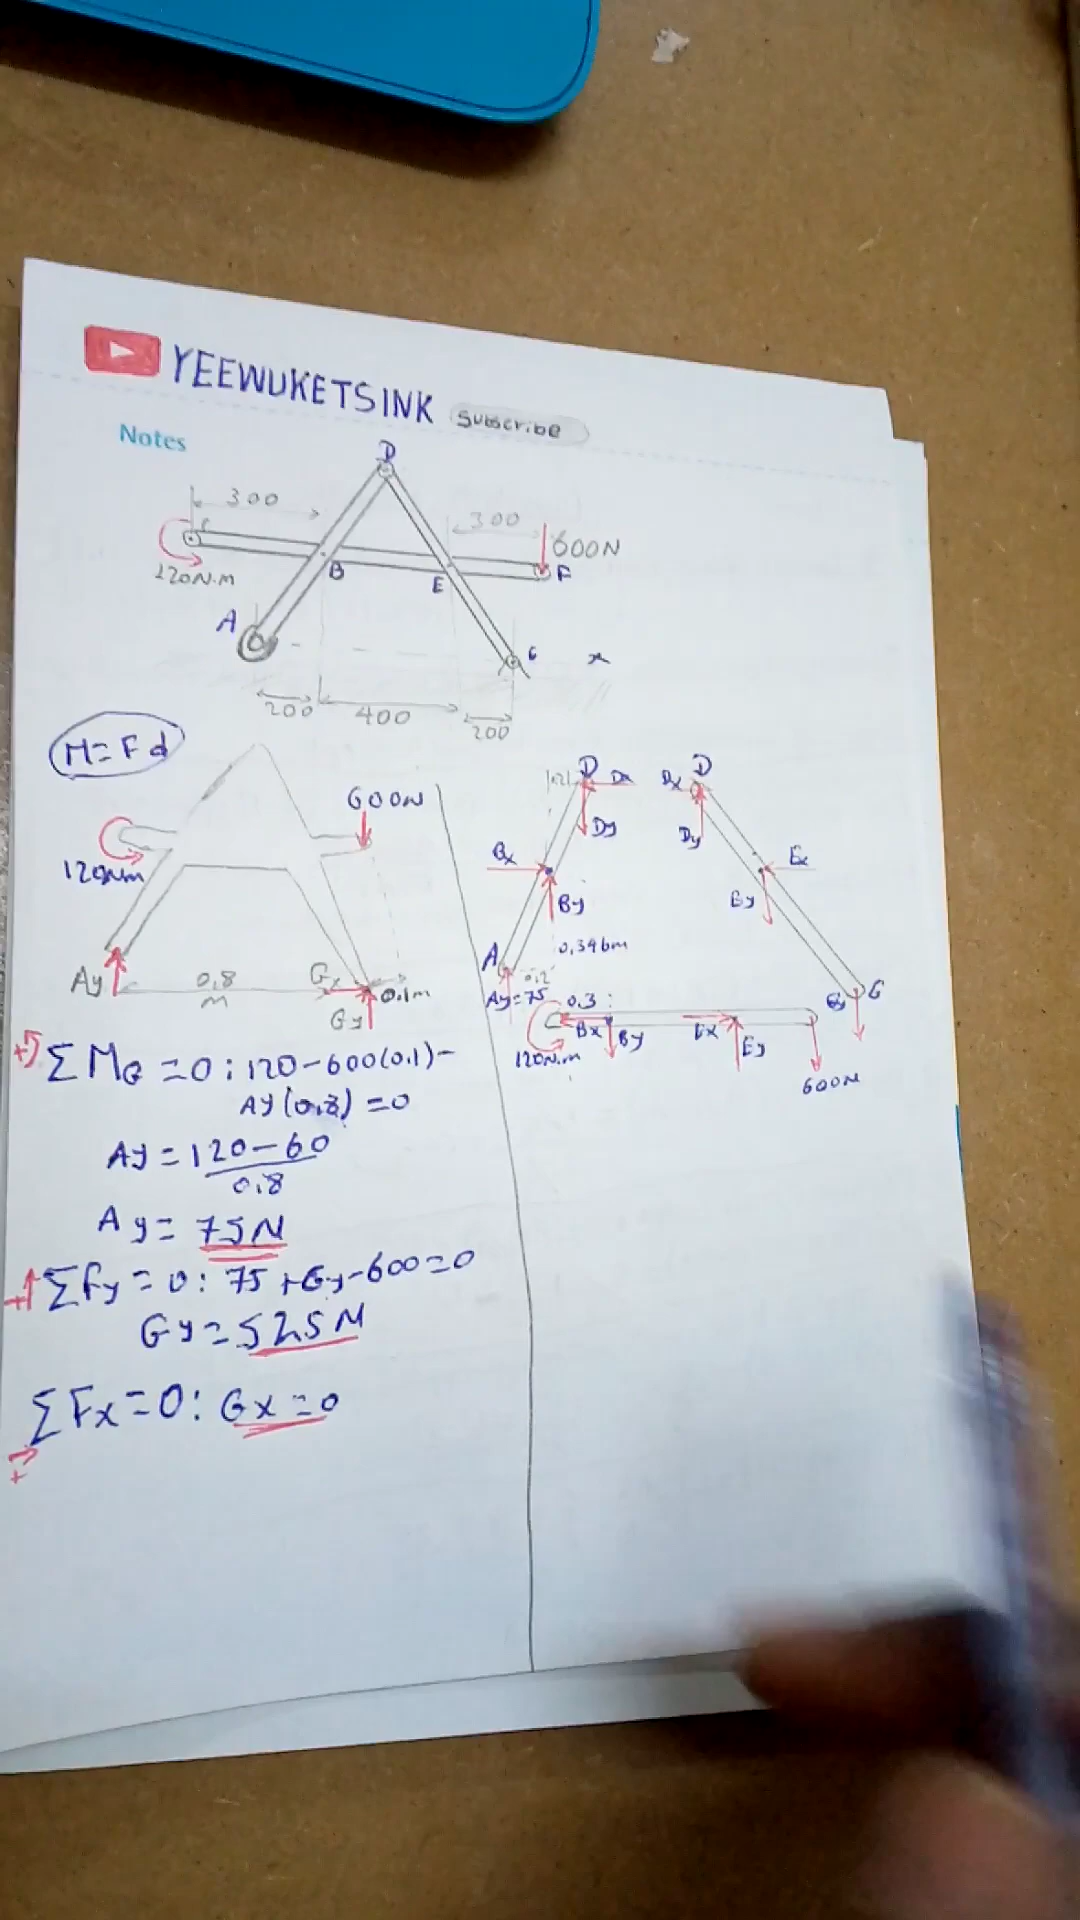 YEEWUKETSINK Subscribe
Notes
D
300
300
C
600N
120N·m
B
E
F
A
G
x
200
400
200
M=Fd
600N
120Nm
Ay
0,8
m
Gx
0.1m
Gy
+ΣMG=0:120-600(0.1)-
Ay(0.8)=0
Ay=120-60
0.8
Ay=75N
+ΣFy=0: 75+Gy-600=0
Gy=525N
ΣFx=0: Gx=0
+
D
Dx
Dx
D
Dy
Dy
Bx
Ex
By
Ey
0,346m
A
0.2
G
Ay=75
0.3
Bx
By
Ex
Ey
120N.m
600N